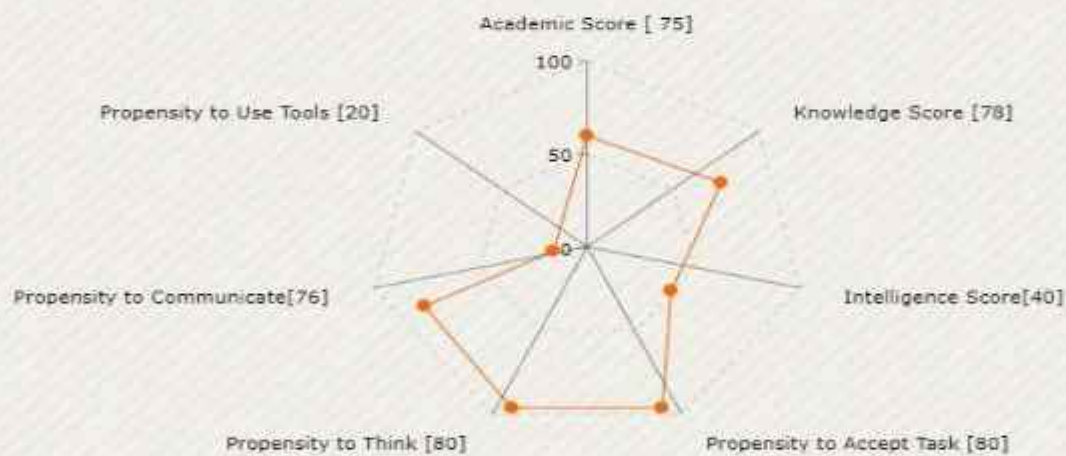 Academic Score [ 75]
100
Propensity to Use Tools [20]
Knowledge Score [78]
50
0
Propensity to Communicate[76]
Intelligence Score[40]
Propensity to Think [80]
Propensity to Accept Task [80]